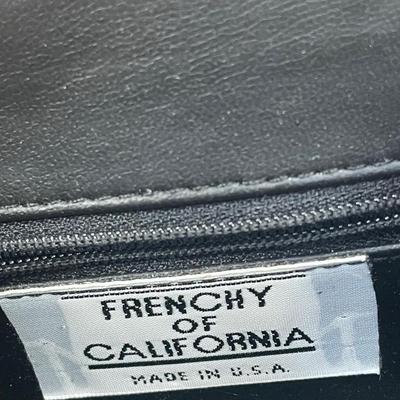 FRENCHY
OF
CALIFORNIA
MADE IN U.S.A.